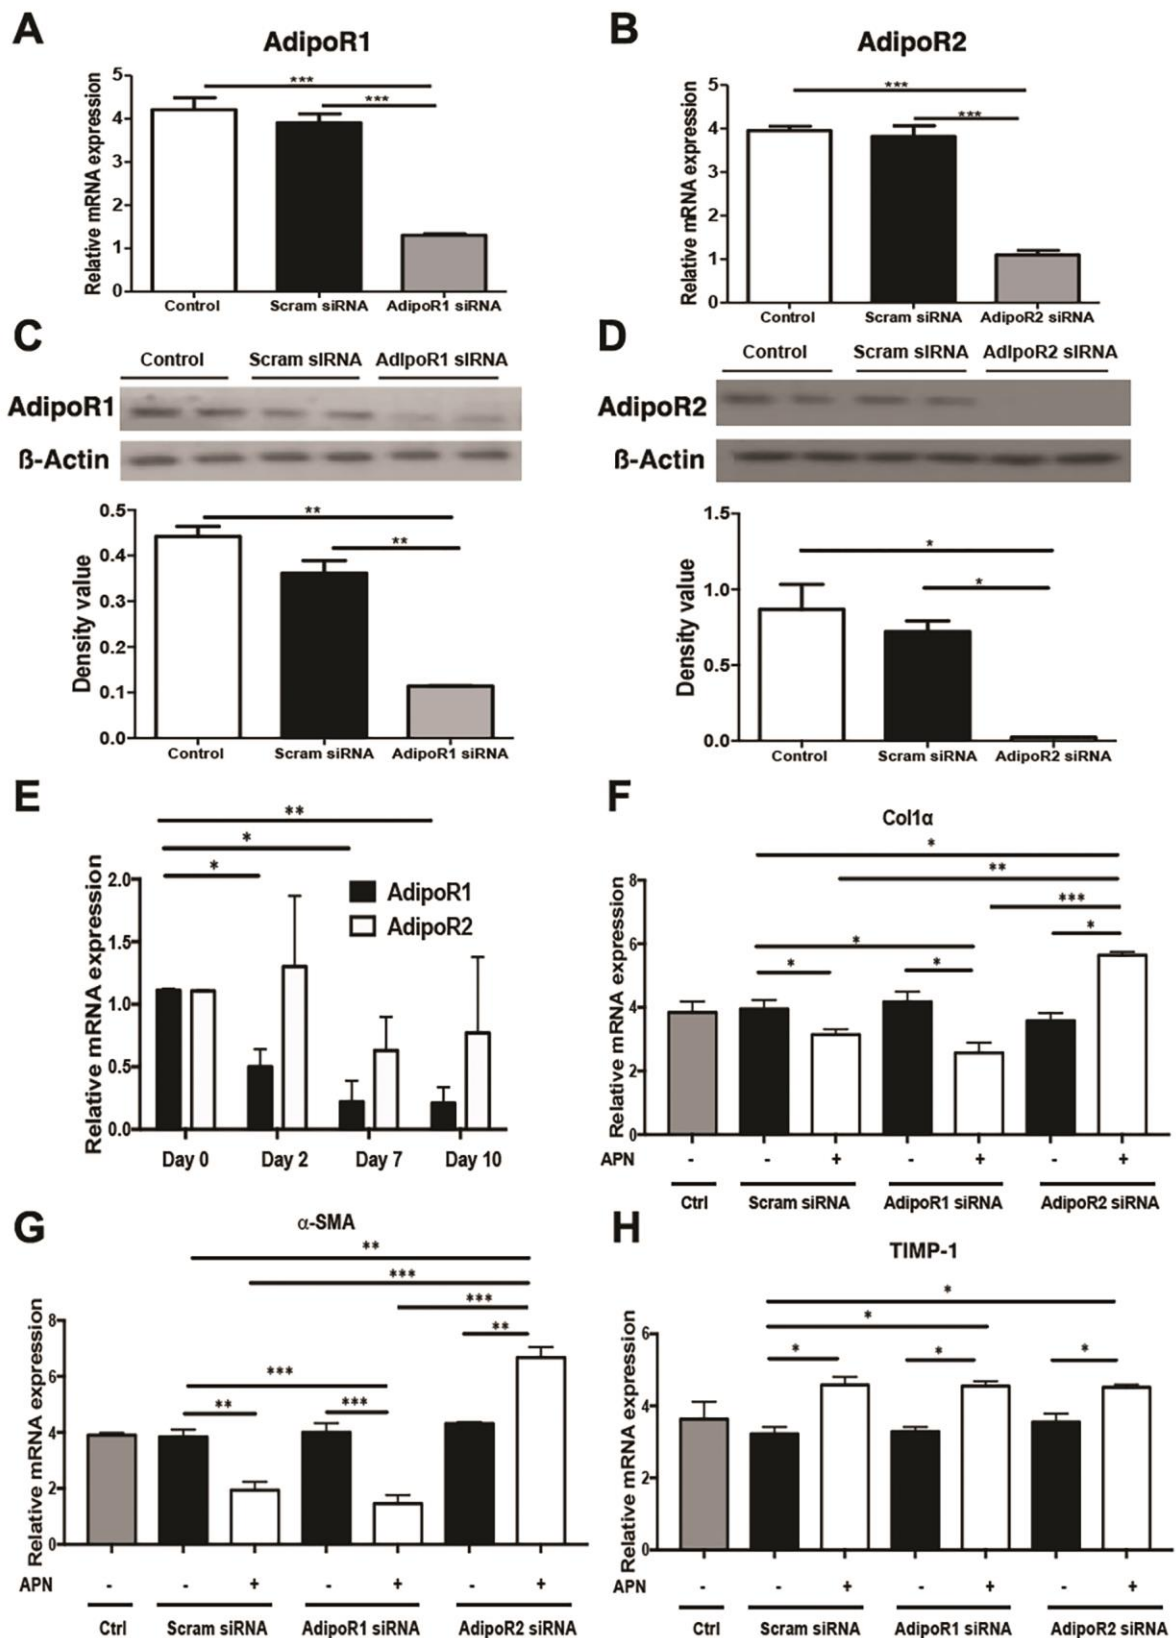 A
AdipoR1
Relative mRNA expression
5
4
3
2
1
0
***
***
Control
Scram siRNA
AdipoR1 siRNA
B
AdipoR2
Relative mRNA expression
5
4
3
2
1
0
***
***
Control
Scram siRNA
AdipoR2 siRNA
C
Control
Scram siRNA
AdipoR1 siRNA
AdipoR1
ß-Actin
Density value
0.5
0.4
0.3
0.2
0.1
0.0
**
**
Control
Scram siRNA
AdipoR1 siRNA
D
Control
Scram siRNA
AdipoR2 siRNA
AdipoR2
ß-Actin
Density value
1.5
1.0
0.5
0.0
*
*
Control
Scram siRNA
AdipoR2 siRNA
E
**
*
*
Relative mRNA expression
2.0
1.5
1.0
0.5
0.0
AdipoR1
AdipoR2
Day 0
Day 2
Day 7
Day 10
F
Col1α
*
**
***
*
*
*
*
Relative mRNA expression
8
6
4
2
0
APN - - + - + - +
Ctrl
Scram siRNA
AdipoR1 siRNA
AdipoR2 siRNA
G
α-SMA
**
***
***
**
***
**
***
Relative mRNA expression
8
6
4
2
0
APN - - + - + - +
Ctrl
Scram siRNA
AdipoR1 siRNA
AdipoR2 siRNA
H
TIMP-1
*
*
*
*
*
Relative mRNA expression
6
4
2
0
APN - - + - + - +
Ctrl
Scram siRNA
AdipoR1 siRNA
AdipoR2 siRNA